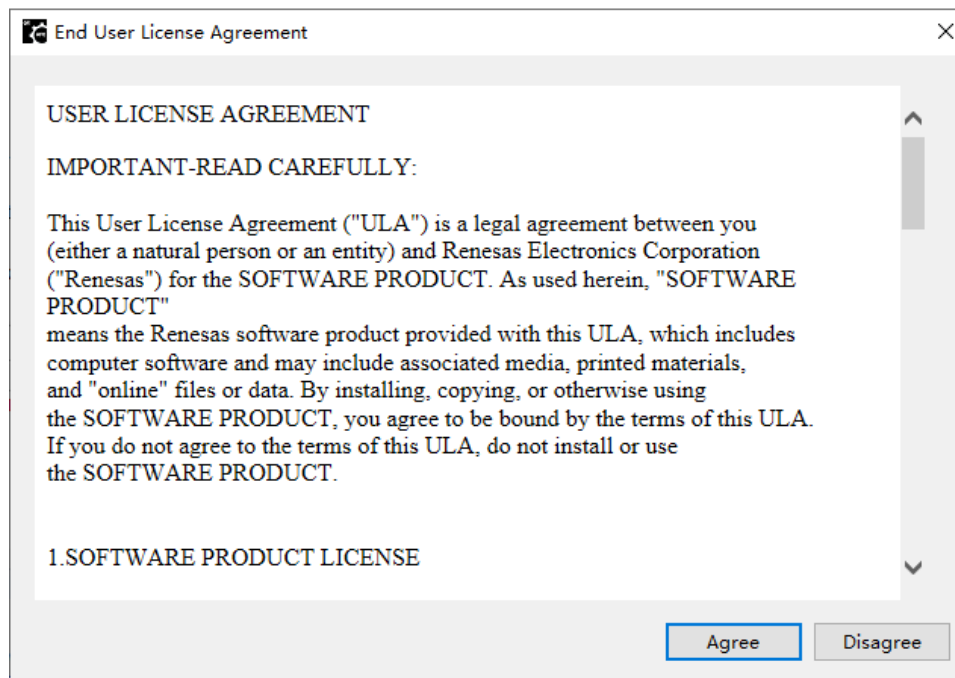 End User License Agreement
USER LICENSE AGREEMENT
IMPORTANT-READ CAREFULLY:
This User License Agreement ("ULA") is a legal agreement between you
(either a natural person or an entity) and Renesas Electronics Corporation
("Renesas") for the SOFTWARE PRODUCT. As used herein, "SOFTWARE
PRODUCT"
means the Renesas software product provided with this ULA, which includes
computer software and may include associated media, printed materials,
and "online" files or data. By installing, copying, or otherwise using
the SOFTWARE PRODUCT, you agree to be bound by the terms of this ULA.
If you do not agree to the terms of this ULA, do not install or use
the SOFTWARE PRODUCT.
1.SOFTWARE PRODUCT LICENSE
Agree
Disagree